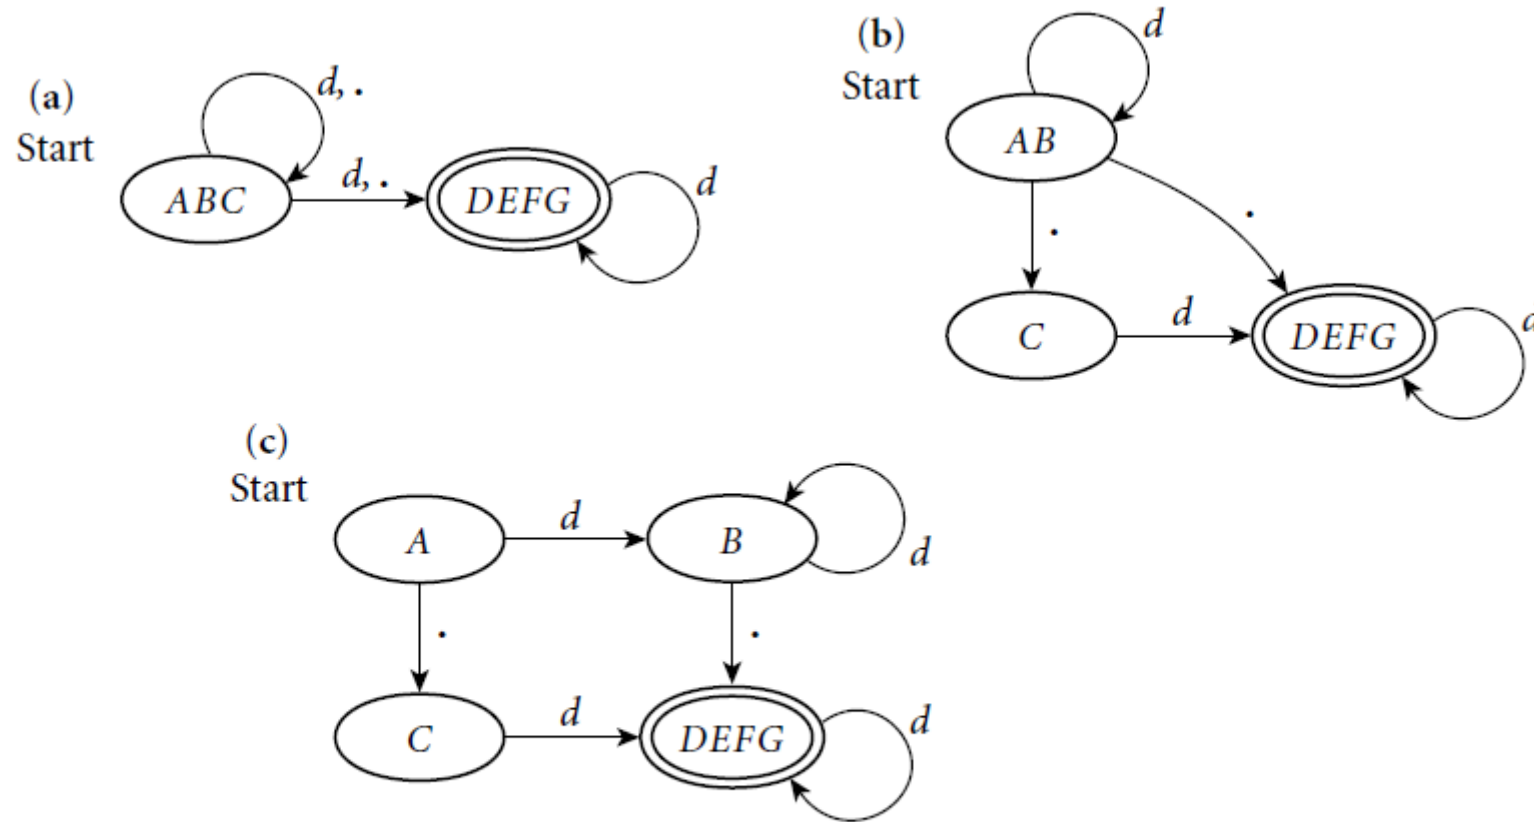 (a)
Start
d, .
ABC
d, .
DEFG
d
(b)
Start
d
AB
.
.
C
d
DEFG
d
(c)
Start
A
d
B
d
.
.
C
d
DEFG
d